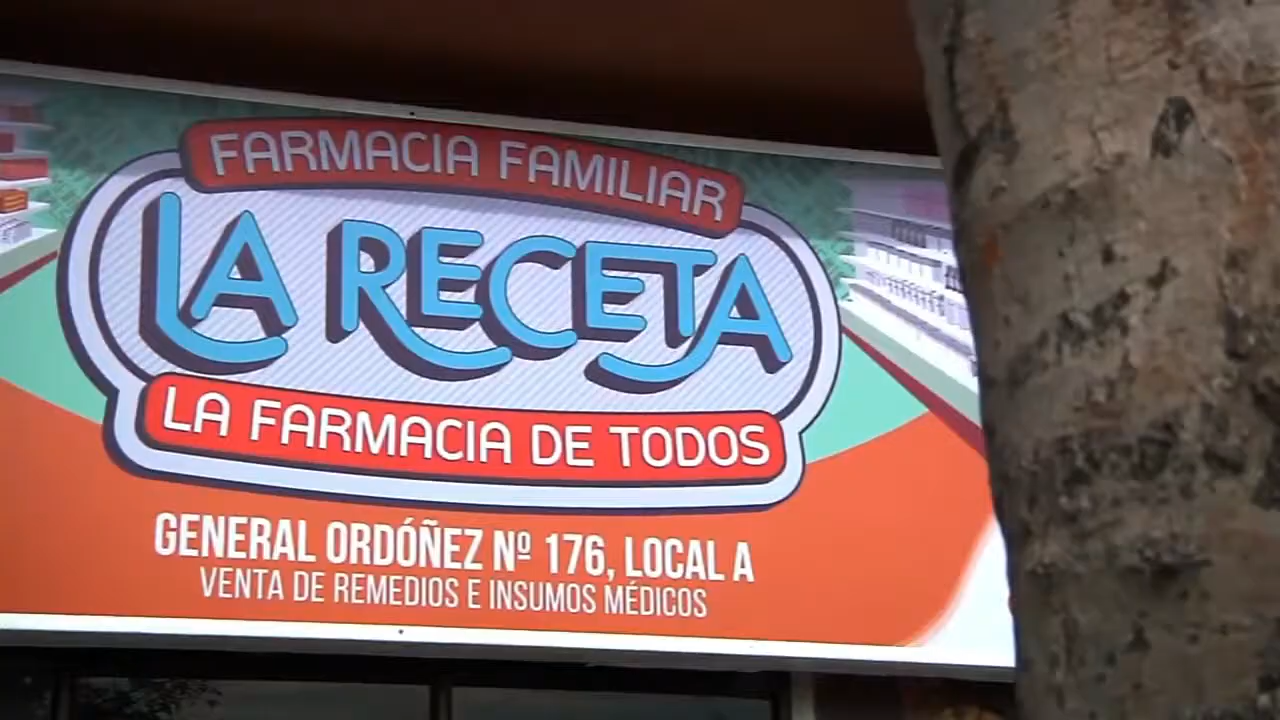 FARMACIA FAMILIAR
LA RECETA
LA FARMACIA DE TODOS
GENERAL ORDÓÑEZ Nº 176, LOCAL A
VENTA DE REMEDIOS E INSUMOS MÉDICOS